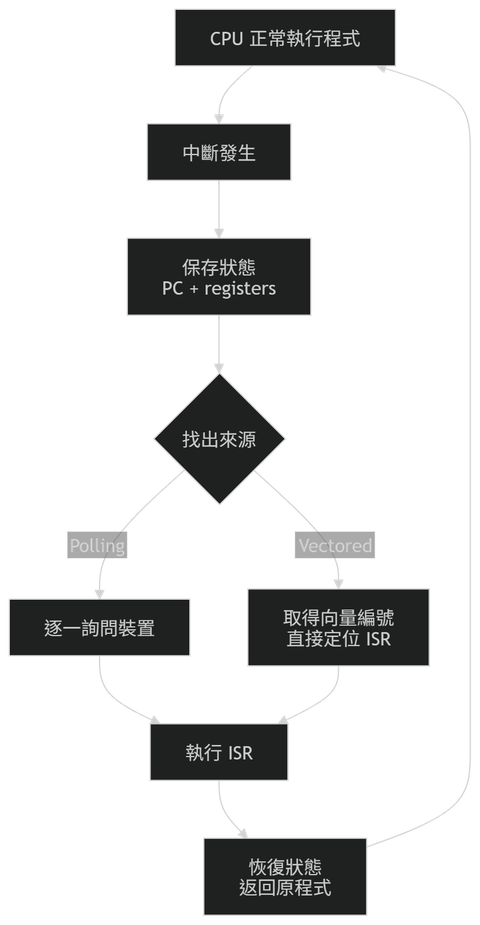 CPU 正常執行程式
中斷發生
保存狀態
PC + registers
找出來源
Polling
Vectored
逐一詢問裝置
取得向量編號
直接定位 ISR
執行 ISR
恢復狀態
返回原程式